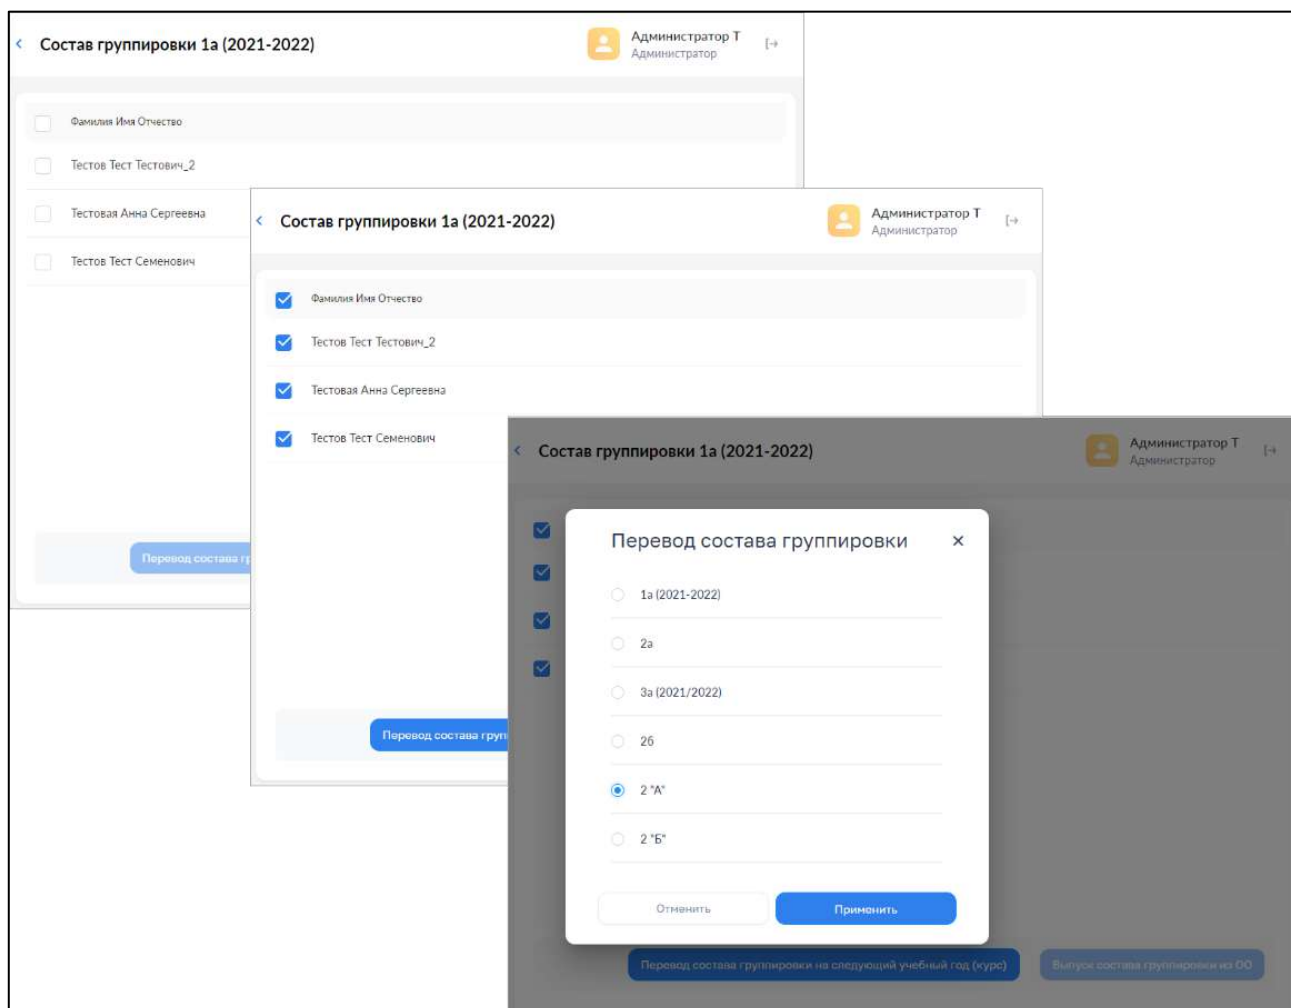 Состав группировки 1а (2021-2022)
Администратор Т
Администратор
Фамилия Имя Отчество
Тестов Тест Тестович_2
Тестовая Анна Сергеевна
Тестов Тест Семенович
Перевод состава гр
Состав группировки 1а (2021-2022)
Администратор Т
Администратор
Фамилия Имя Отчество
Тестов Тест Тестович_2
Тестовая Анна Сергеевна
Тестов Тест Семенович
Перевод состава груп
Состав группировки 1а (2021-2022)
Администратор Т
Администратор
Перевод состава группировки
1а (2021-2022)
2а
3а (2021/2022)
2б
2 "А"
2 "Б"
Отменить
Применить
Перевод состава группировки на следующий учебный год (курс)
Выпуск состава группировки из ОО